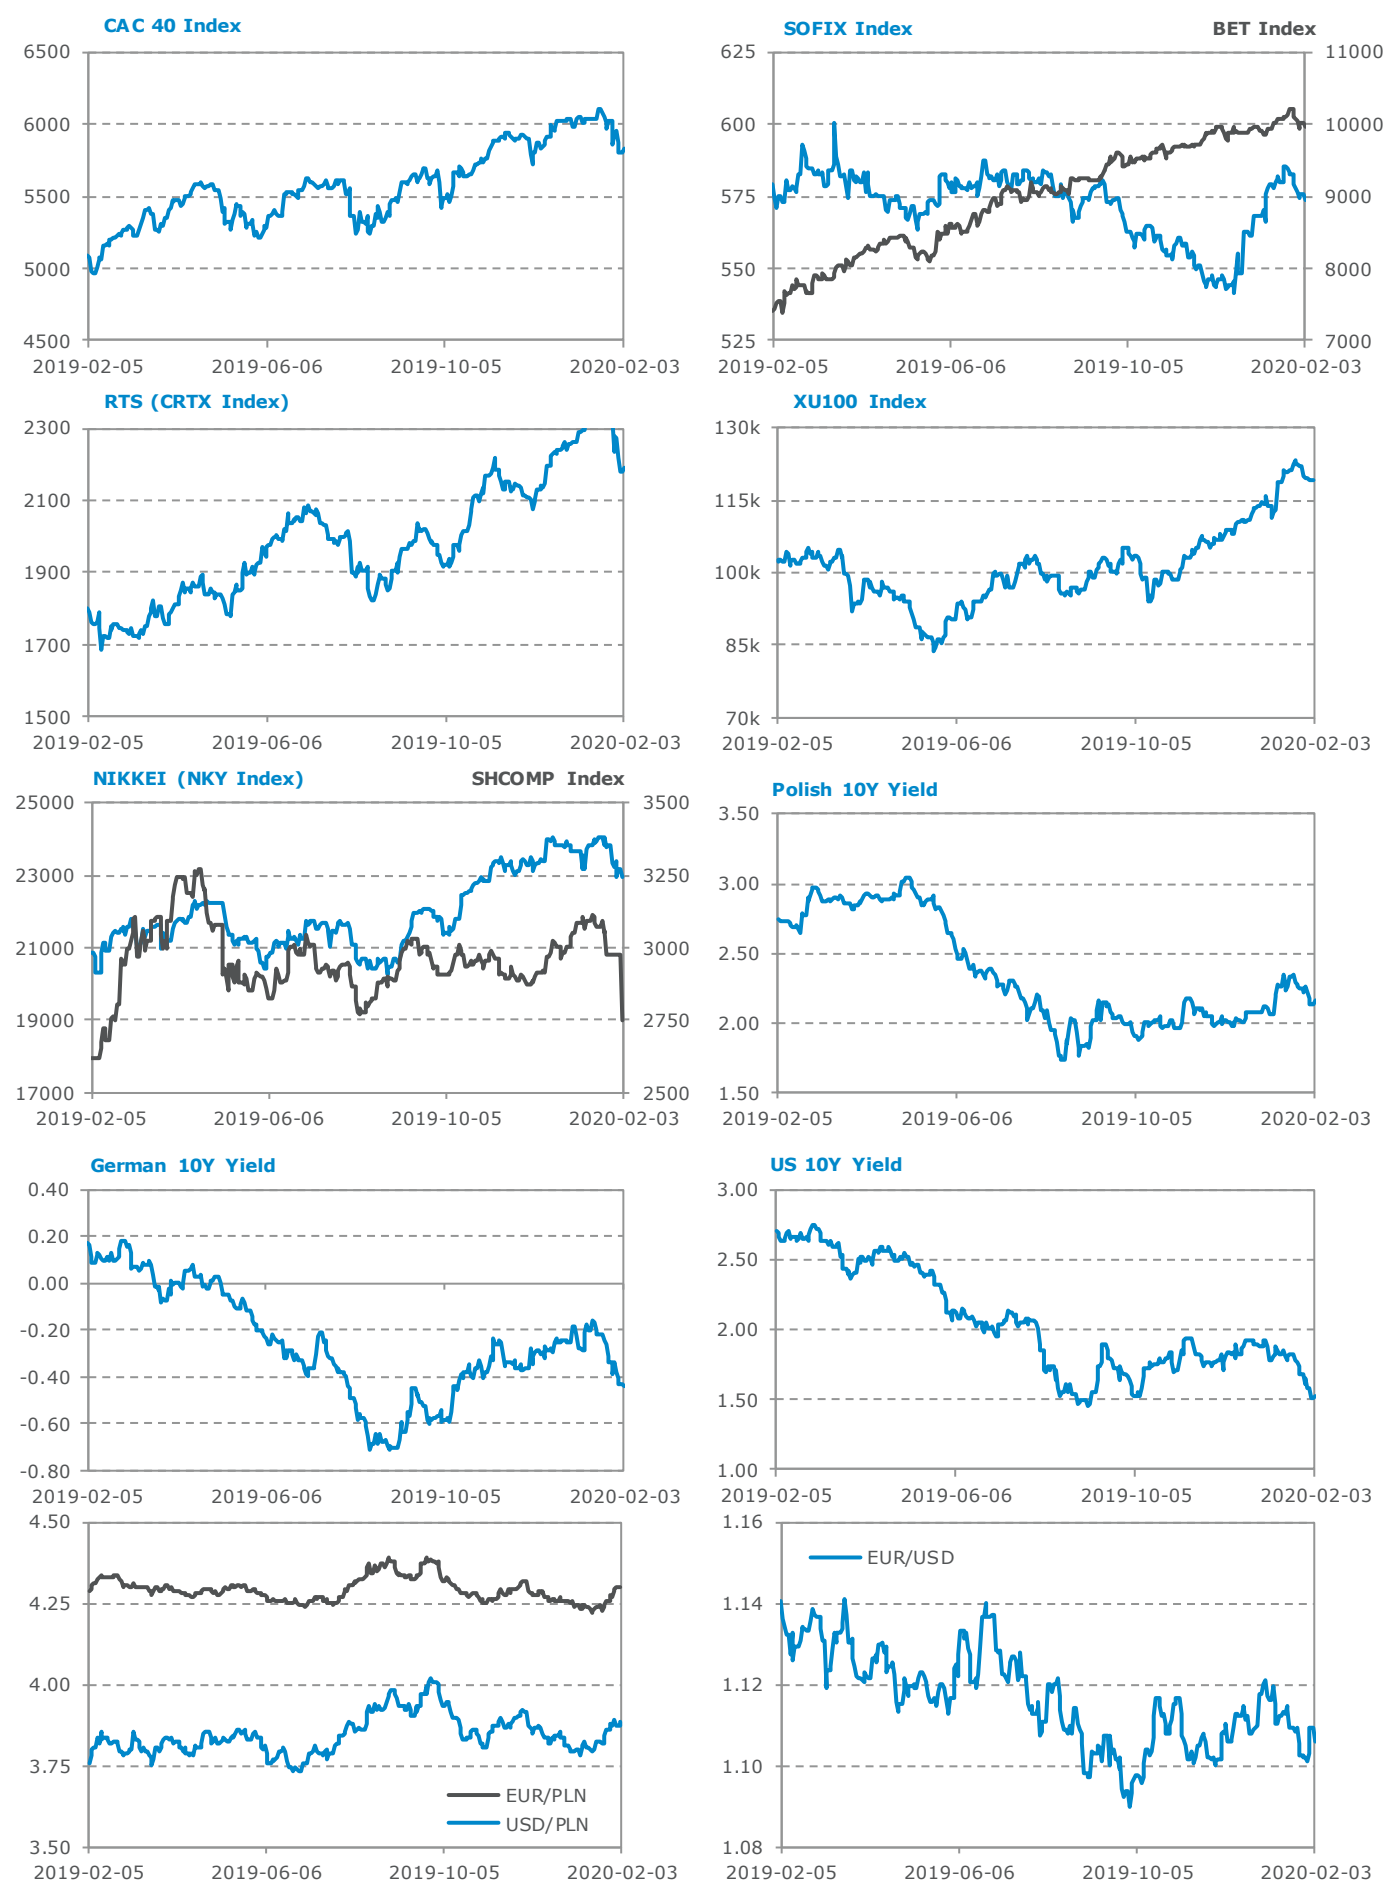 CAC 40 Index
6500
6000
5500
5000
4500
2019-02-05 2019-06-06 2019-10-05 2020-02-03
SOFIX Index BET Index
625 11000
600 10000
575 9000
550 8000
525 7000
2019-02-05 2019-06-06 2019-10-05 2020-02-03
RTS (CRTX Index)
2300
2100
1900
1700
1500
2019-02-05 2019-06-06 2019-10-05 2020-02-03
XU100 Index
130k
115k
100k
85k
70k
2019-02-05 2019-06-06 2019-10-05 2020-02-03
NIKKEI (NKY Index) SHCOMP Index
25000 3500
23000 3250
21000 3000
19000 2750
17000 2500
2019-02-05 2019-06-06 2019-10-05 2020-02-03
Polish 10Y Yield
3.50
3.00
2.50
2.00
1.50
2019-02-05 2019-06-06 2019-10-05 2020-02-03
German 10Y Yield
0.40
0.20
0.00
-0.20
-0.40
-0.60
-0.80
2019-02-05 2019-06-06 2019-10-05 2020-02-03
US 10Y Yield
3.00
2.50
2.00
1.50
1.00
2019-02-05 2019-06-06 2019-10-05 2020-02-03
4.50
4.25
4.00
3.75
EUR/PLN
USD/PLN
3.50
2019-02-05 2019-06-06 2019-10-05 2020-02-03
1.16
EUR/USD
1.14
1.12
1.10
1.08
2019-02-05 2019-06-06 2019-10-05 2020-02-03